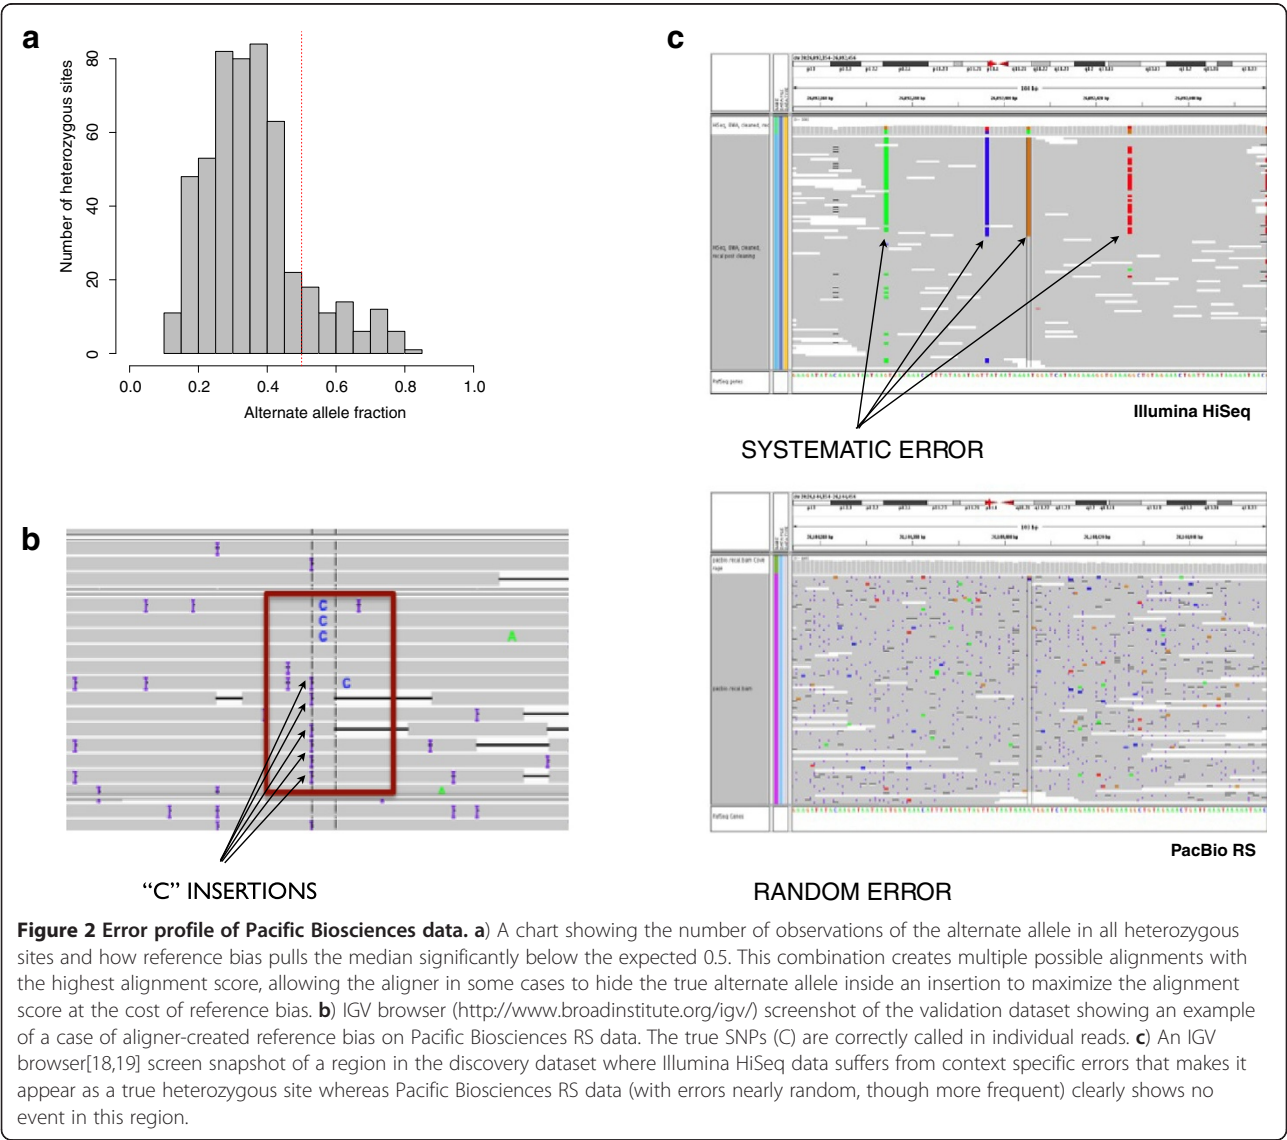 a
Number of heterozygous sites
80
60
40
20
0
0.0 0.2 0.4 0.6 0.8 1.0
Alternate allele fraction
b
C
C
C
A
C
A
“C” INSERTIONS
c
Illumina HiSeq
SYSTEMATIC ERROR
PacBio RS
RANDOM ERROR
Figure 2 Error profile of Pacific Biosciences data. a) A chart showing the number of observations of the alternate allele in all heterozygous
sites and how reference bias pulls the median significantly below the expected 0.5. This combination creates multiple possible alignments with
the highest alignment score, allowing the aligner in some cases to hide the true alternate allele inside an insertion to maximize the alignment
score at the cost of reference bias. b) IGV browser (http://www.broadinstitute.org/igv/) screenshot of the validation dataset showing an example
of a case of aligner-created reference bias on Pacific Biosciences RS data. The true SNPs (C) are correctly called in individual reads. c) An IGV
browser[18,19] screen snapshot of a region in the discovery dataset where Illumina HiSeq data suffers from context specific errors that makes it
appear as a true heterozygous site whereas Pacific Biosciences RS data (with errors nearly random, though more frequent) clearly shows no
event in this region.